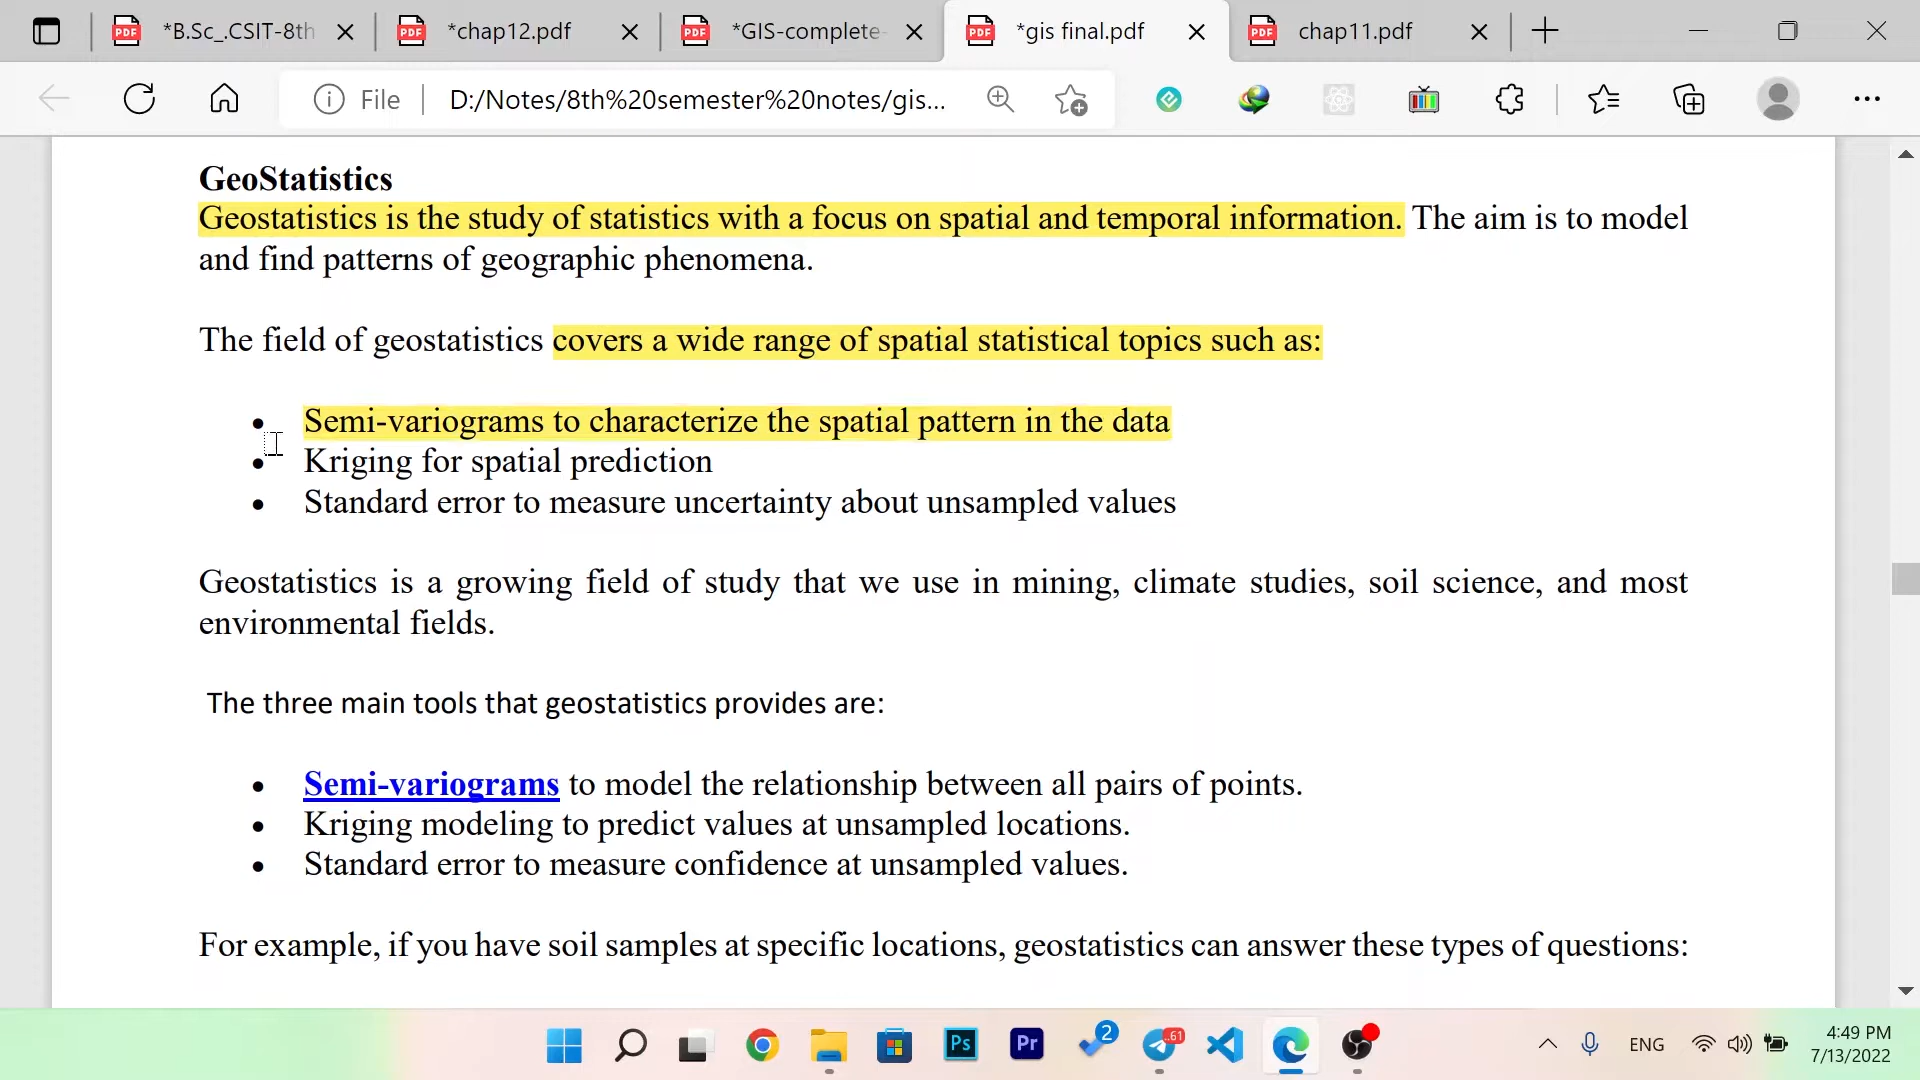 *B.Sc_.CSIT-8th
*chap12.pdf
*GIS-complete-
*gis final.pdf
chap11.pdf
File
D:/Notes/8th%20semester%20notes/gis...
GeoStatistics
Geostatistics is the study of statistics with a focus on spatial and temporal information. The aim is to model
and find patterns of geographic phenomena.
The field of geostatistics covers a wide range of spatial statistical topics such as:
• Semi-variograms to characterize the spatial pattern in the data
• Kriging for spatial prediction
• Standard error to measure uncertainty about unsampled values
Geostatistics is a growing field of study that we use in mining, climate studies, soil science, and most
environmental fields.
The three main tools that geostatistics provides are:
• Semi-variograms to model the relationship between all pairs of points.
• Kriging modeling to predict values at unsampled locations.
• Standard error to measure confidence at unsampled values.
For example, if you have soil samples at specific locations, geostatistics can answer these types of questions:
Ps
Pr
2
..61
ENG
4:49 PM
7/13/2022